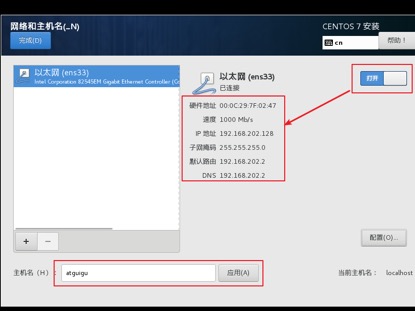 网络和主机名(_N)
CENTOS 7 安装
完成(D)
cn
帮助！
以太网 (ens33)
Intel Corporation 82545EM Gigabit Ethernet Controller (Co
以太网 (ens33)
已连接
打开
硬件地址 00:0C:29:7F:02:47
速度 1000 Mb/s
IP 地址 192.168.202.128
子网掩码 255.255.255.0
默认路由 192.168.202.2
DNS 192.168.202.2
+
−
配置(O)...
主机名（H）：
atguigu
应用(A)
当前主机名：
localhost